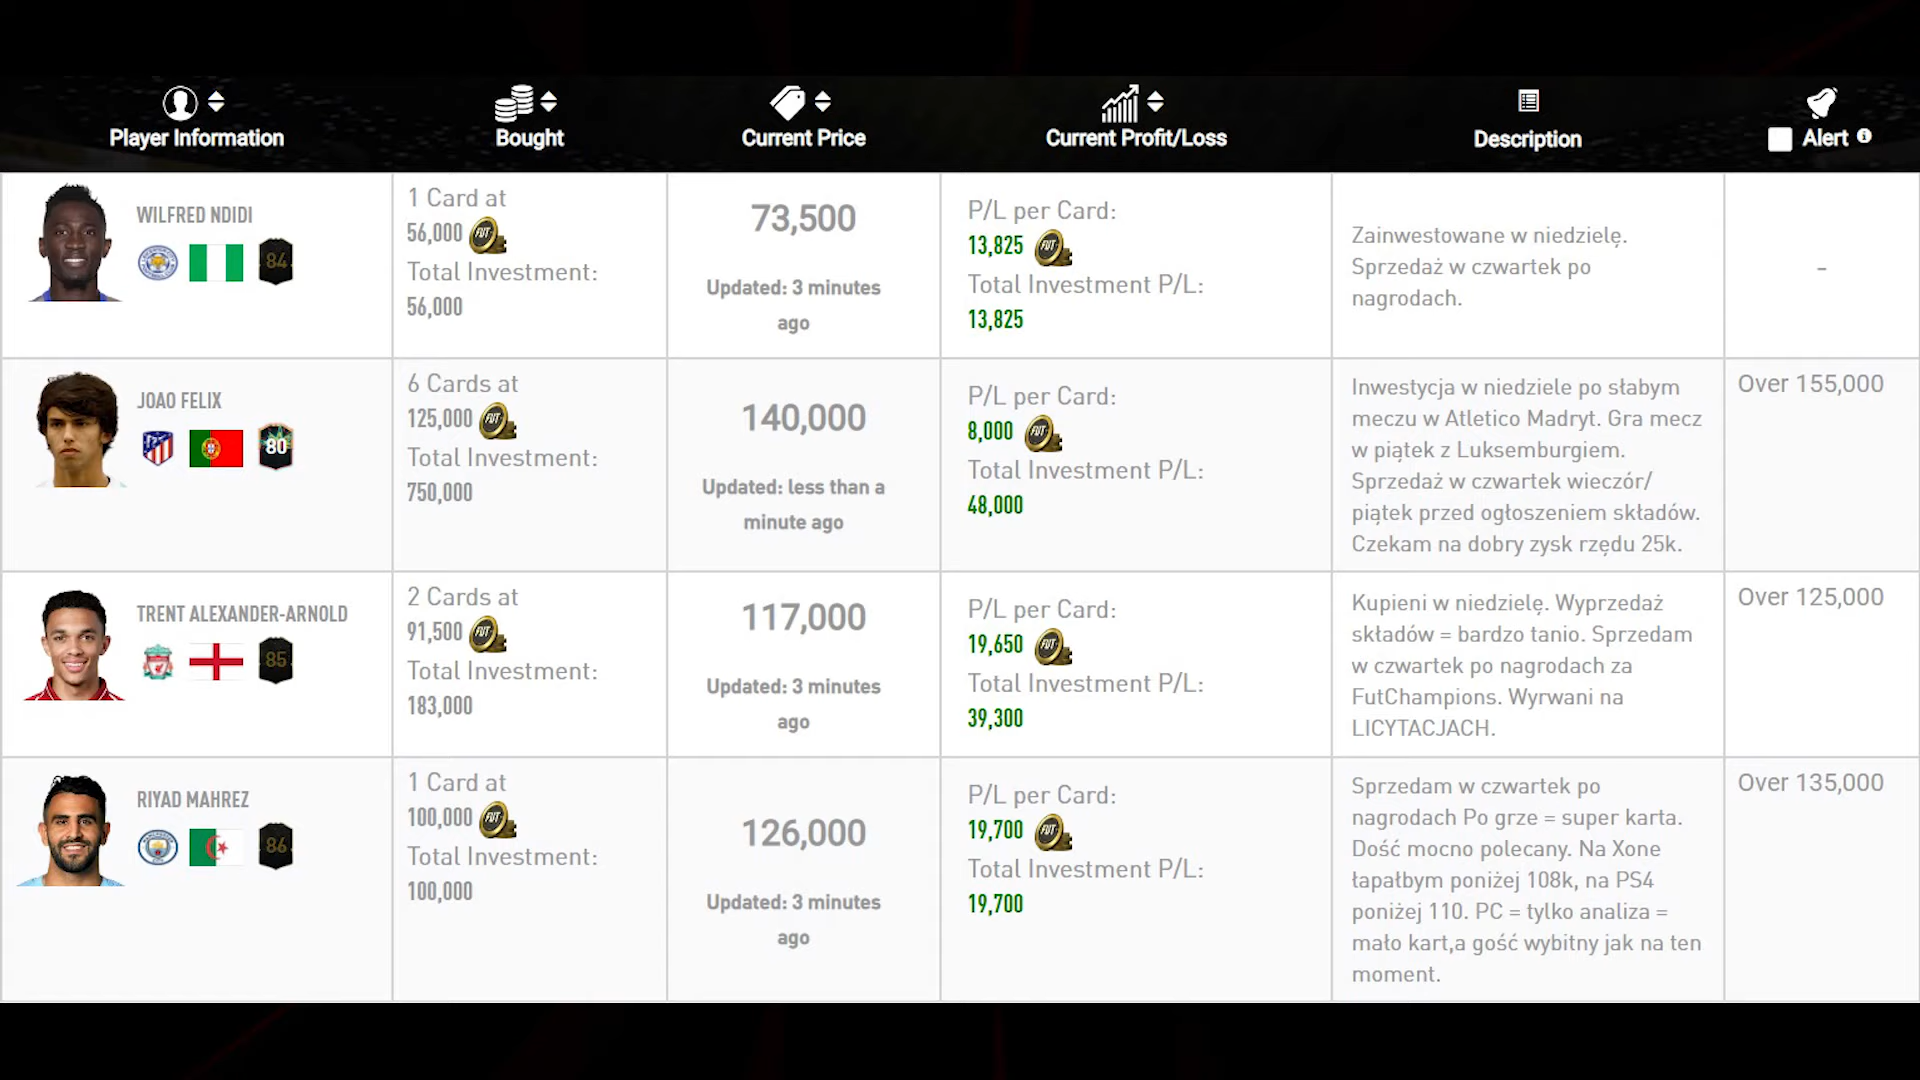 Player Information
Bought
Current Price
Current Profit/Loss
Description
Alert
WILFRED NDIDI
84
1 Card at
56,000
Total Investment:
56,000
73,500
Updated: 3 minutes
ago
P/L per Card:
13,825
Total Investment P/L:
13,825
Zainwestowane w niedzielę.
Sprzedaż w czwartek po
nagrodach.
-
JOAO FELIX
80
6 Cards at
125,000
Total Investment:
750,000
140,000
Updated: less than a
minute ago
P/L per Card:
8,000
Total Investment P/L:
48,000
Inwestycja w niedziele po słabym
meczu w Atletico Madryt. Gra mecz
w piątek z Luksemburgiem.
Sprzedaż w czwartek wieczór/
piątek przed ogłoszeniem składów.
Czekam na dobry zysk rzędu 25k.
Over 155,000
TRENT ALEXANDER-ARNOLD
85
2 Cards at
91,500
Total Investment:
183,000
117,000
Updated: 3 minutes
ago
P/L per Card:
19,650
Total Investment P/L:
39,300
Kupieni w niedzielę. Wyprzedaż
składów = bardzo tanio. Sprzedam
w czwartek po nagrodach za
FutChampions. Wyrwani na
LICYTACJACH.
Over 125,000
RIYAD MAHREZ
86
1 Card at
100,000
Total Investment:
100,000
126,000
Updated: 3 minutes
ago
P/L per Card:
19,700
Total Investment P/L:
19,700
Sprzedam w czwartek po
nagrodach Po grze = super karta.
Dość mocno polecany. Na Xone
łapałbym poniżej 108k, na PS4
poniżej 110. PC = tylko analiza =
mało kart,a gość wybitny jak na ten
moment.
Over 135,000